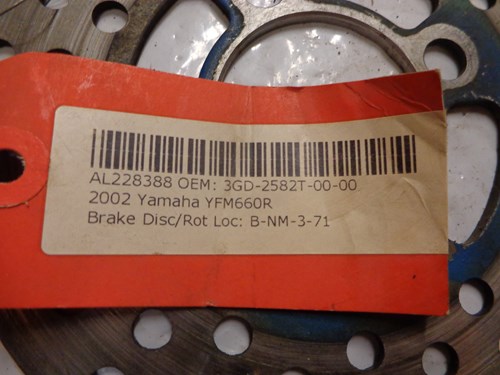 AL228388 OEM: 3GD-2582T-00-00
2002 Yamaha YFM660R
Brake Disc/Rot Loc: B-NM-3-71